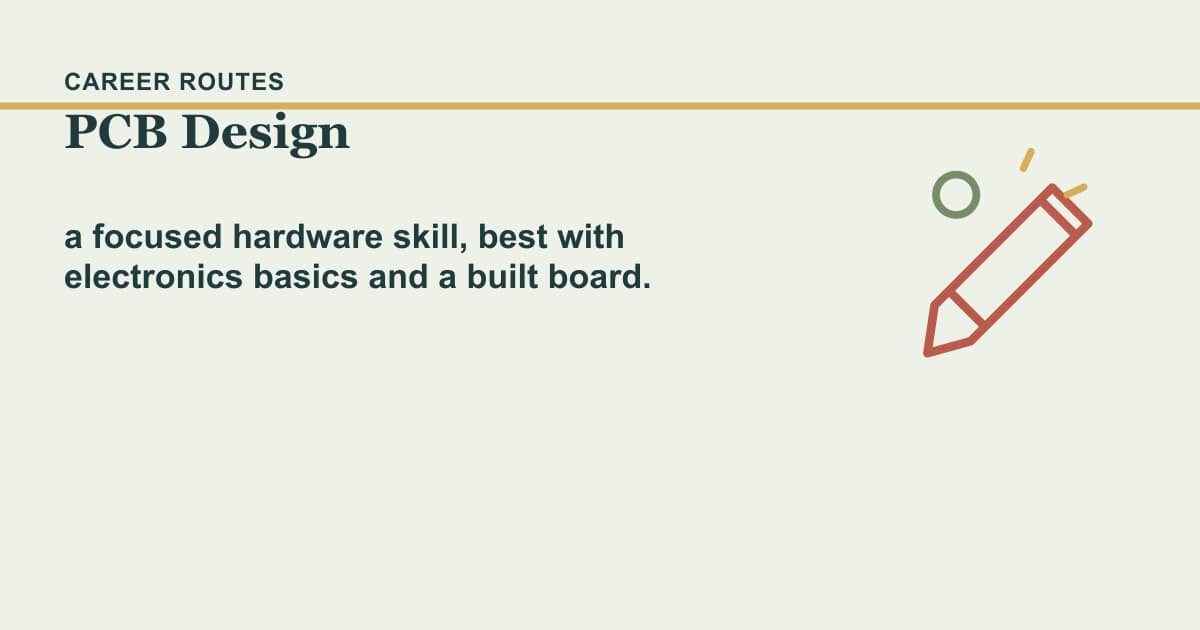 CAREER ROUTES
PCB Design
a focused hardware skill, best with
electronics basics and a built board.